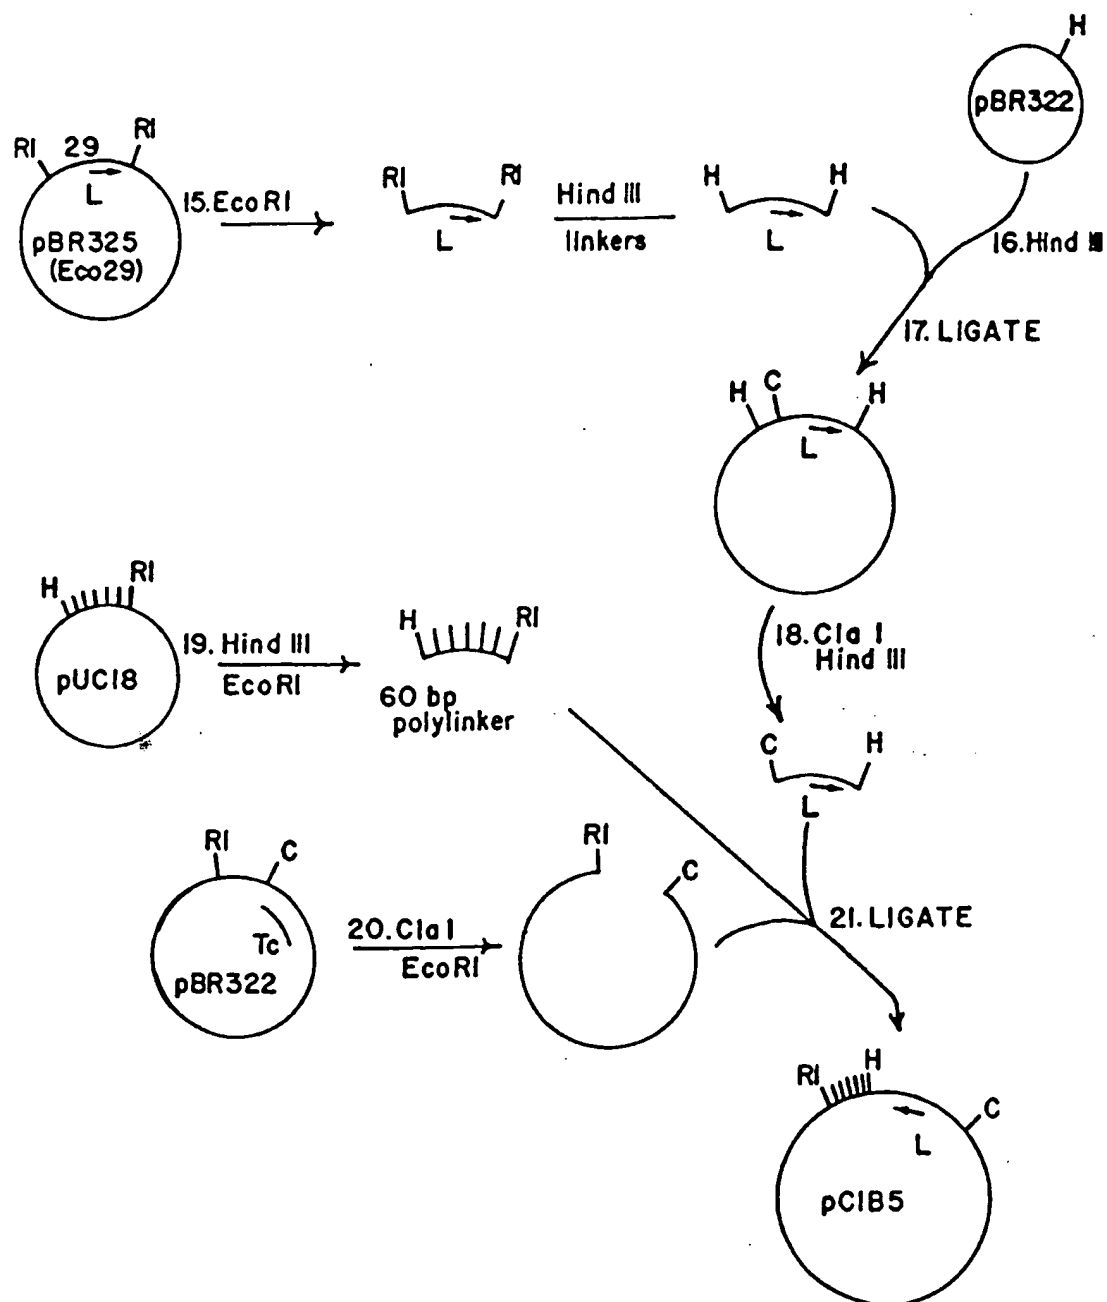 H
pBR322
RI 29 RI
L
pBR325
(Eco29)
15. EcoRI
RI RI
L
Hind III
linkers
H H
L
16. Hind III
17. LIGATE
H C H
L
H RI
pUC18
19. Hind III
EcoRI
H RI
60 bp
polylinker
18. Cla I
Hind III
C H
L
RI C
Tc
pBR322
20. Cla I
EcoRI
RI C
21. LIGATE
RI H C
L
pCIB5